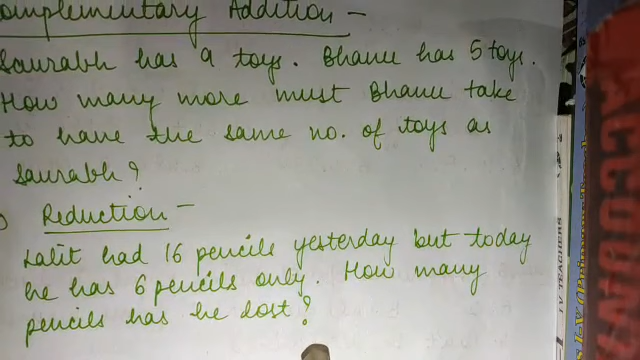 omplementary Addition -
Saurabh has 9 toys. Bhanu has 5 toys.
How many more must Bhanu take
to have the same no. of toys as
Saurabh?
Reduction -
Lalit had 16 pencils yesterday but today
he has 6 pencils only. How many
pencils has he lost?
I.V TEACHERS